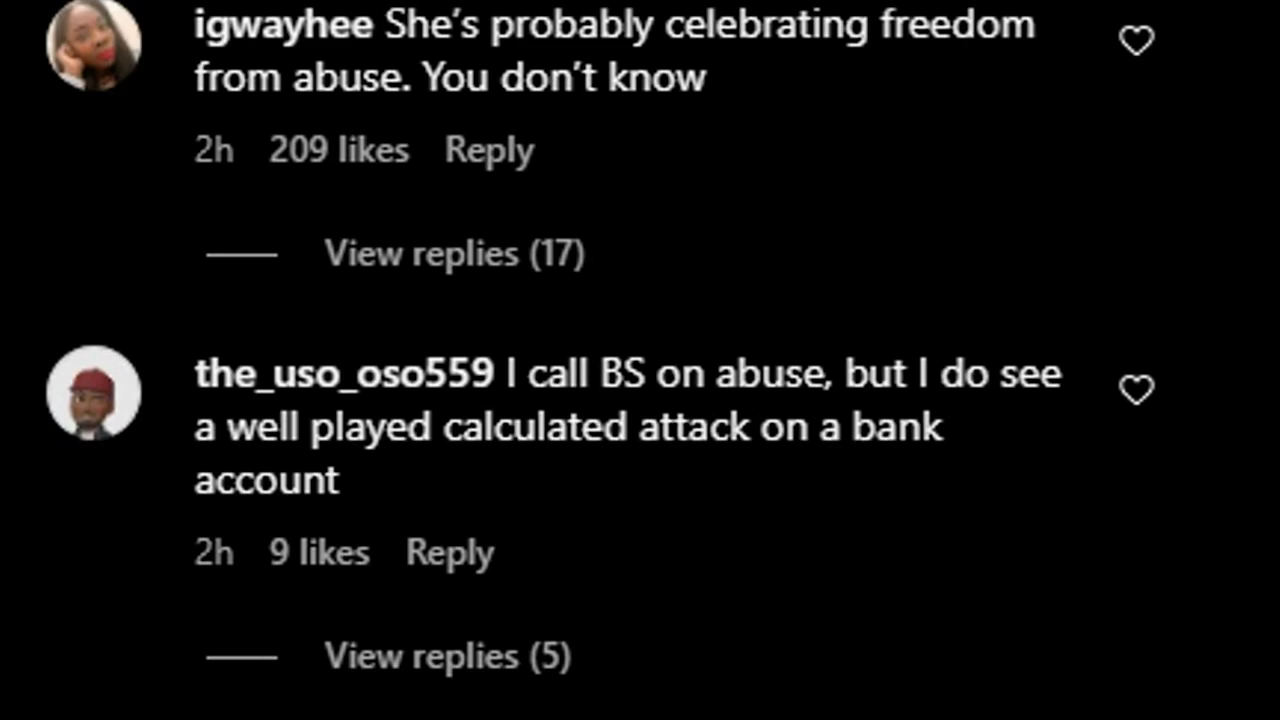 igwayhee She’s probably celebrating freedom
from abuse. You don’t know
2h 209 likes Reply
View replies (17)
the_uso_oso559 I call BS on abuse, but I do see
a well played calculated attack on a bank
account
2h 9 likes Reply
View replies (5)